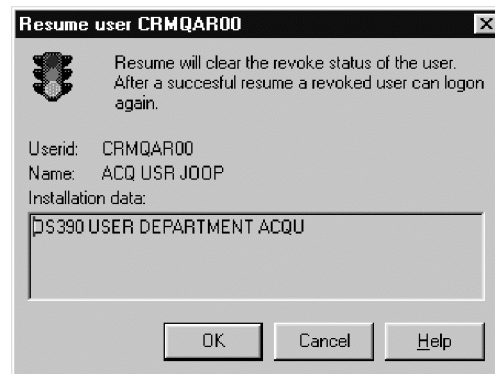 Resume user CRMQAR00
Resume will clear the revoke status of the user.
After a succesful resume a revoked user can logon
again.
Userid: CRMQAR00
Name: ACQ USR JOOP
Installation data:
OS390 USER DEPARTMENT ACQU
OK Cancel Help